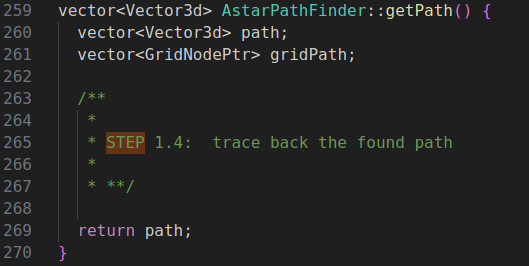 259 vector<Vector3d> AstarPathFinder::getPath() {
260   vector<Vector3d> path;
261   vector<GridNodePtr> gridPath;
262
263   /**
264    *
265    * STEP 1.4:  trace back the found path
266    *
267    * **/
268
269   return path;
270 }